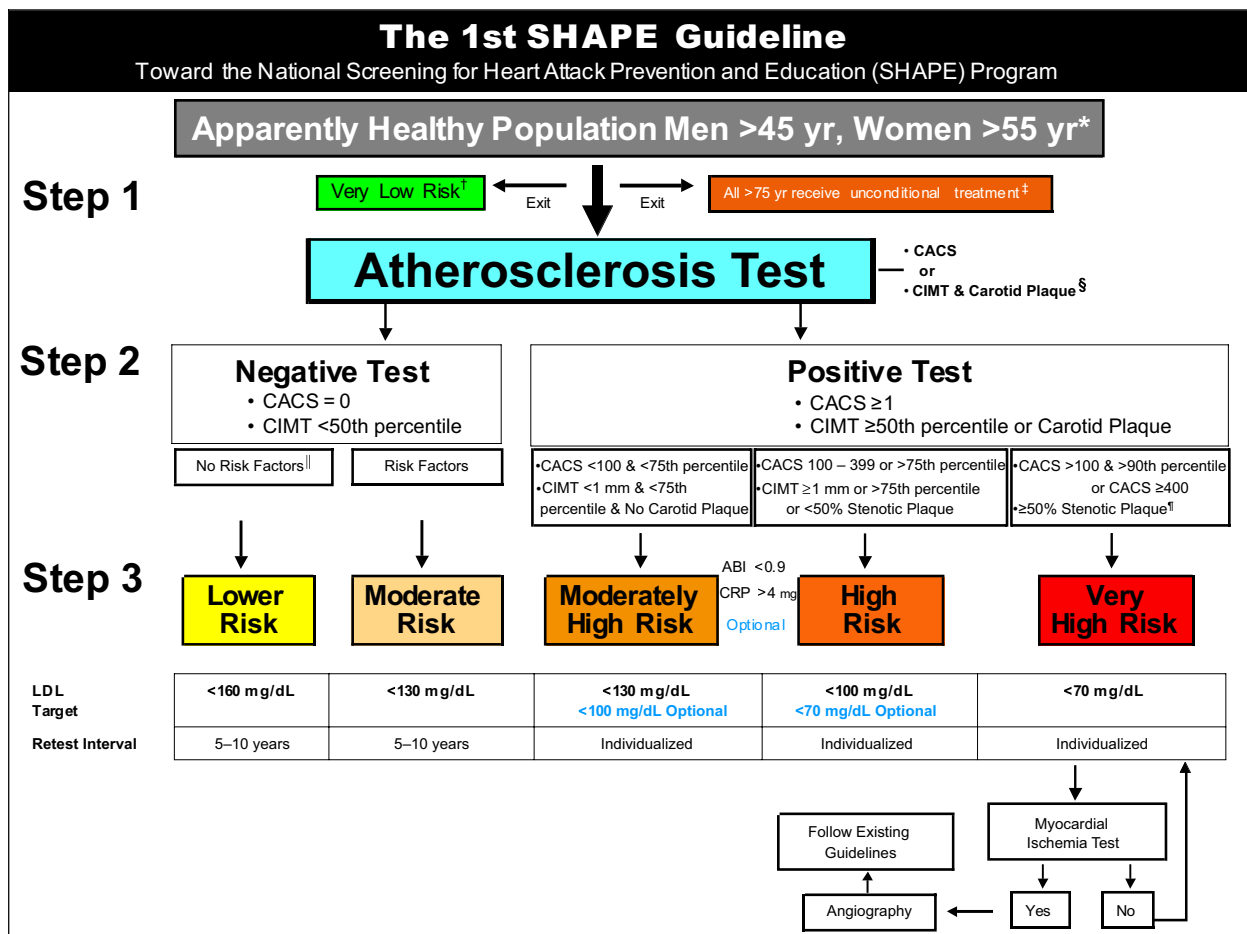 The 1st SHAPE Guideline
Toward the National Screening for Heart Attack Prevention and Education (SHAPE) Program
Apparently Healthy Population Men >45 yr, Women >55 yr*
Step 1
Very Low Risk†
Exit
Exit
All >75 yr receive unconditional treatment‡
Atherosclerosis Test
• CACS
or
• CIMT & Carotid Plaque§
Step 2
Negative Test
• CACS = 0
• CIMT <50th percentile
Positive Test
• CACS ≥1
• CIMT ≥50th percentile or Carotid Plaque
No Risk Factors||
Risk Factors
•CACS <100 & <75th percentile
•CIMT <1 mm & <75th
percentile & No Carotid Plaque
•CACS 100 – 399 or >75th percentile
•CIMT ≥1 mm or >75th percentile
or <50% Stenotic Plaque
•CACS >100 & >90th percentile
or CACS ≥400
•≥50% Stenotic Plaque¶
Step 3
Lower
Risk
Moderate
Risk
Moderately
High Risk
ABI <0.9
CRP >4 mg
Optional
High
Risk
Very
High Risk
LDL
Target
<160 mg/dL
<130 mg/dL
<130 mg/dL
<100 mg/dL Optional
<100 mg/dL
<70 mg/dL Optional
<70 mg/dL
Retest Interval
5–10 years
5–10 years
Individualized
Individualized
Individualized
Myocardial
Ischemia Test
Follow Existing
Guidelines
Angiography
Yes
No